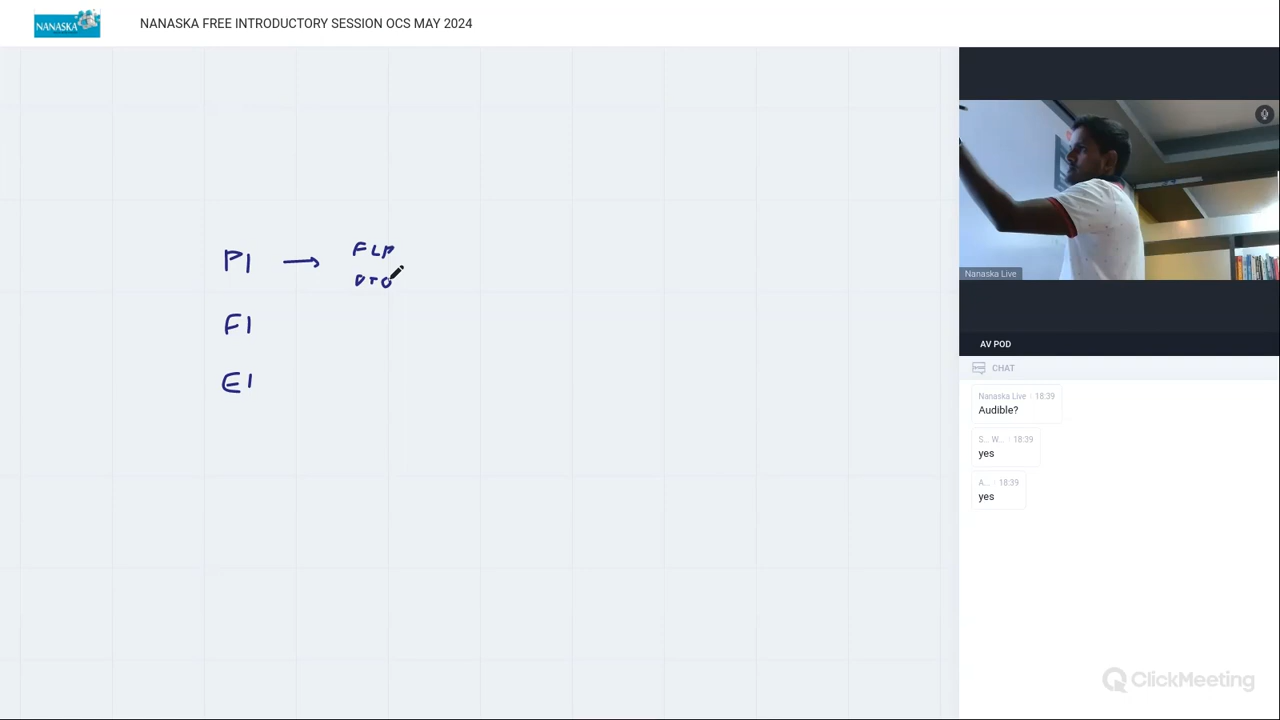 NANASKA
NANASKA FREE INTRODUCTORY SESSION OCS MAY 2024
P1 → FLP
F1
E1
Nanaska Live
AV POD
CHAT
Nanaska Live 18:39
Audible?
S... W... 18:39
yes
A... 18:39
yes
ClickMeeting